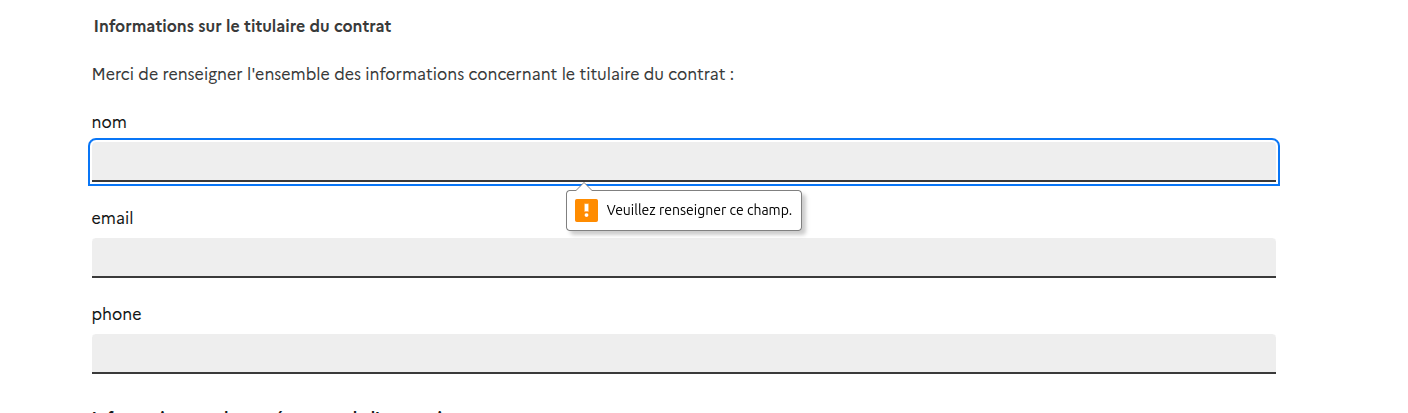 Informations sur le titulaire du contrat
Merci de renseigner l'ensemble des informations concernant le titulaire du contrat :
nom
Veuillez renseigner ce champ.
email
phone